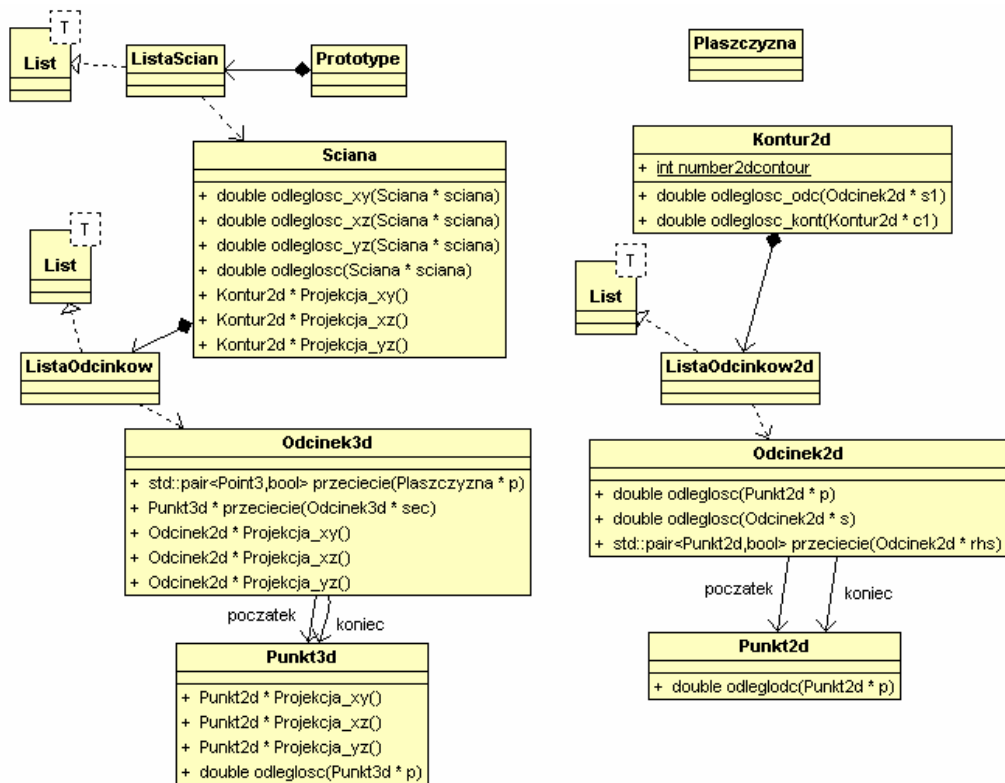 T
List
ListaScian
Prototype
Sciana
+ double odleglosc_xy(Sciana * sciana)
+ double odleglosc_xz(Sciana * sciana)
+ double odleglosc_yz(Sciana * sciana)
+ double odleglosc(Sciana * sciana)
+ Kontur2d * Projekcja_xy()
+ Kontur2d * Projekcja_xz()
+ Kontur2d * Projekcja_yz()
T
List
ListaOdcinkow
Odcinek3d
+ std::pair<Point3,bool> przeciecie(Plaszczyzna * p)
+ Punkt3d * przeciecie(Odcinek3d * sec)
+ Odcinek2d * Projekcja_xy()
+ Odcinek2d * Projekcja_xz()
+ Odcinek2d * Projekcja_yz()
poczatek
koniec
Punkt3d
+ Punkt2d * Projekcja_xy()
+ Punkt2d * Projekcja_xz()
+ Punkt2d * Projekcja_yz()
+ double odleglosc(Punkt3d * p)
Plaszczyzna
Kontur2d
+ int number2dcontour
+ double odleglosc_odc(Odcinek2d * s1)
+ double odleglosc_kont(Kontur2d * c1)
T
List
ListaOdcinkow2d
Odcinek2d
+ double odleglosc(Punkt2d * p)
+ double odleglosc(Odcinek2d * s)
+ std::pair<Punkt2d,bool> przeciecie(Odcinek2d * rhs)
poczatek
koniec
Punkt2d
+ double odleglodc(Punkt2d * p)